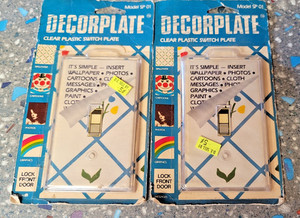 Model SP 01
DECORPLATE
CLEAR PLASTIC SWITCH PLATE
IT'S SIMPLE — INSERT
WALLPAPER • PHOTOS •
CARTOONS • CLOTH
MESSAGES •
GRAPHICS •
PAINT •
CLOTH
LOCK
FRONT
DOOR
Model SP 01
DECORPLATE
CLEAR PLASTIC SWITCH PLATE
IT'S SIMPLE — INSERT
WALLPAPER • PHOTOS •
CARTOONS • CLOTH
MESSAGES •
GRAPHICS •
PAINT •
CLOTH
LOCK
FRONT
DOOR